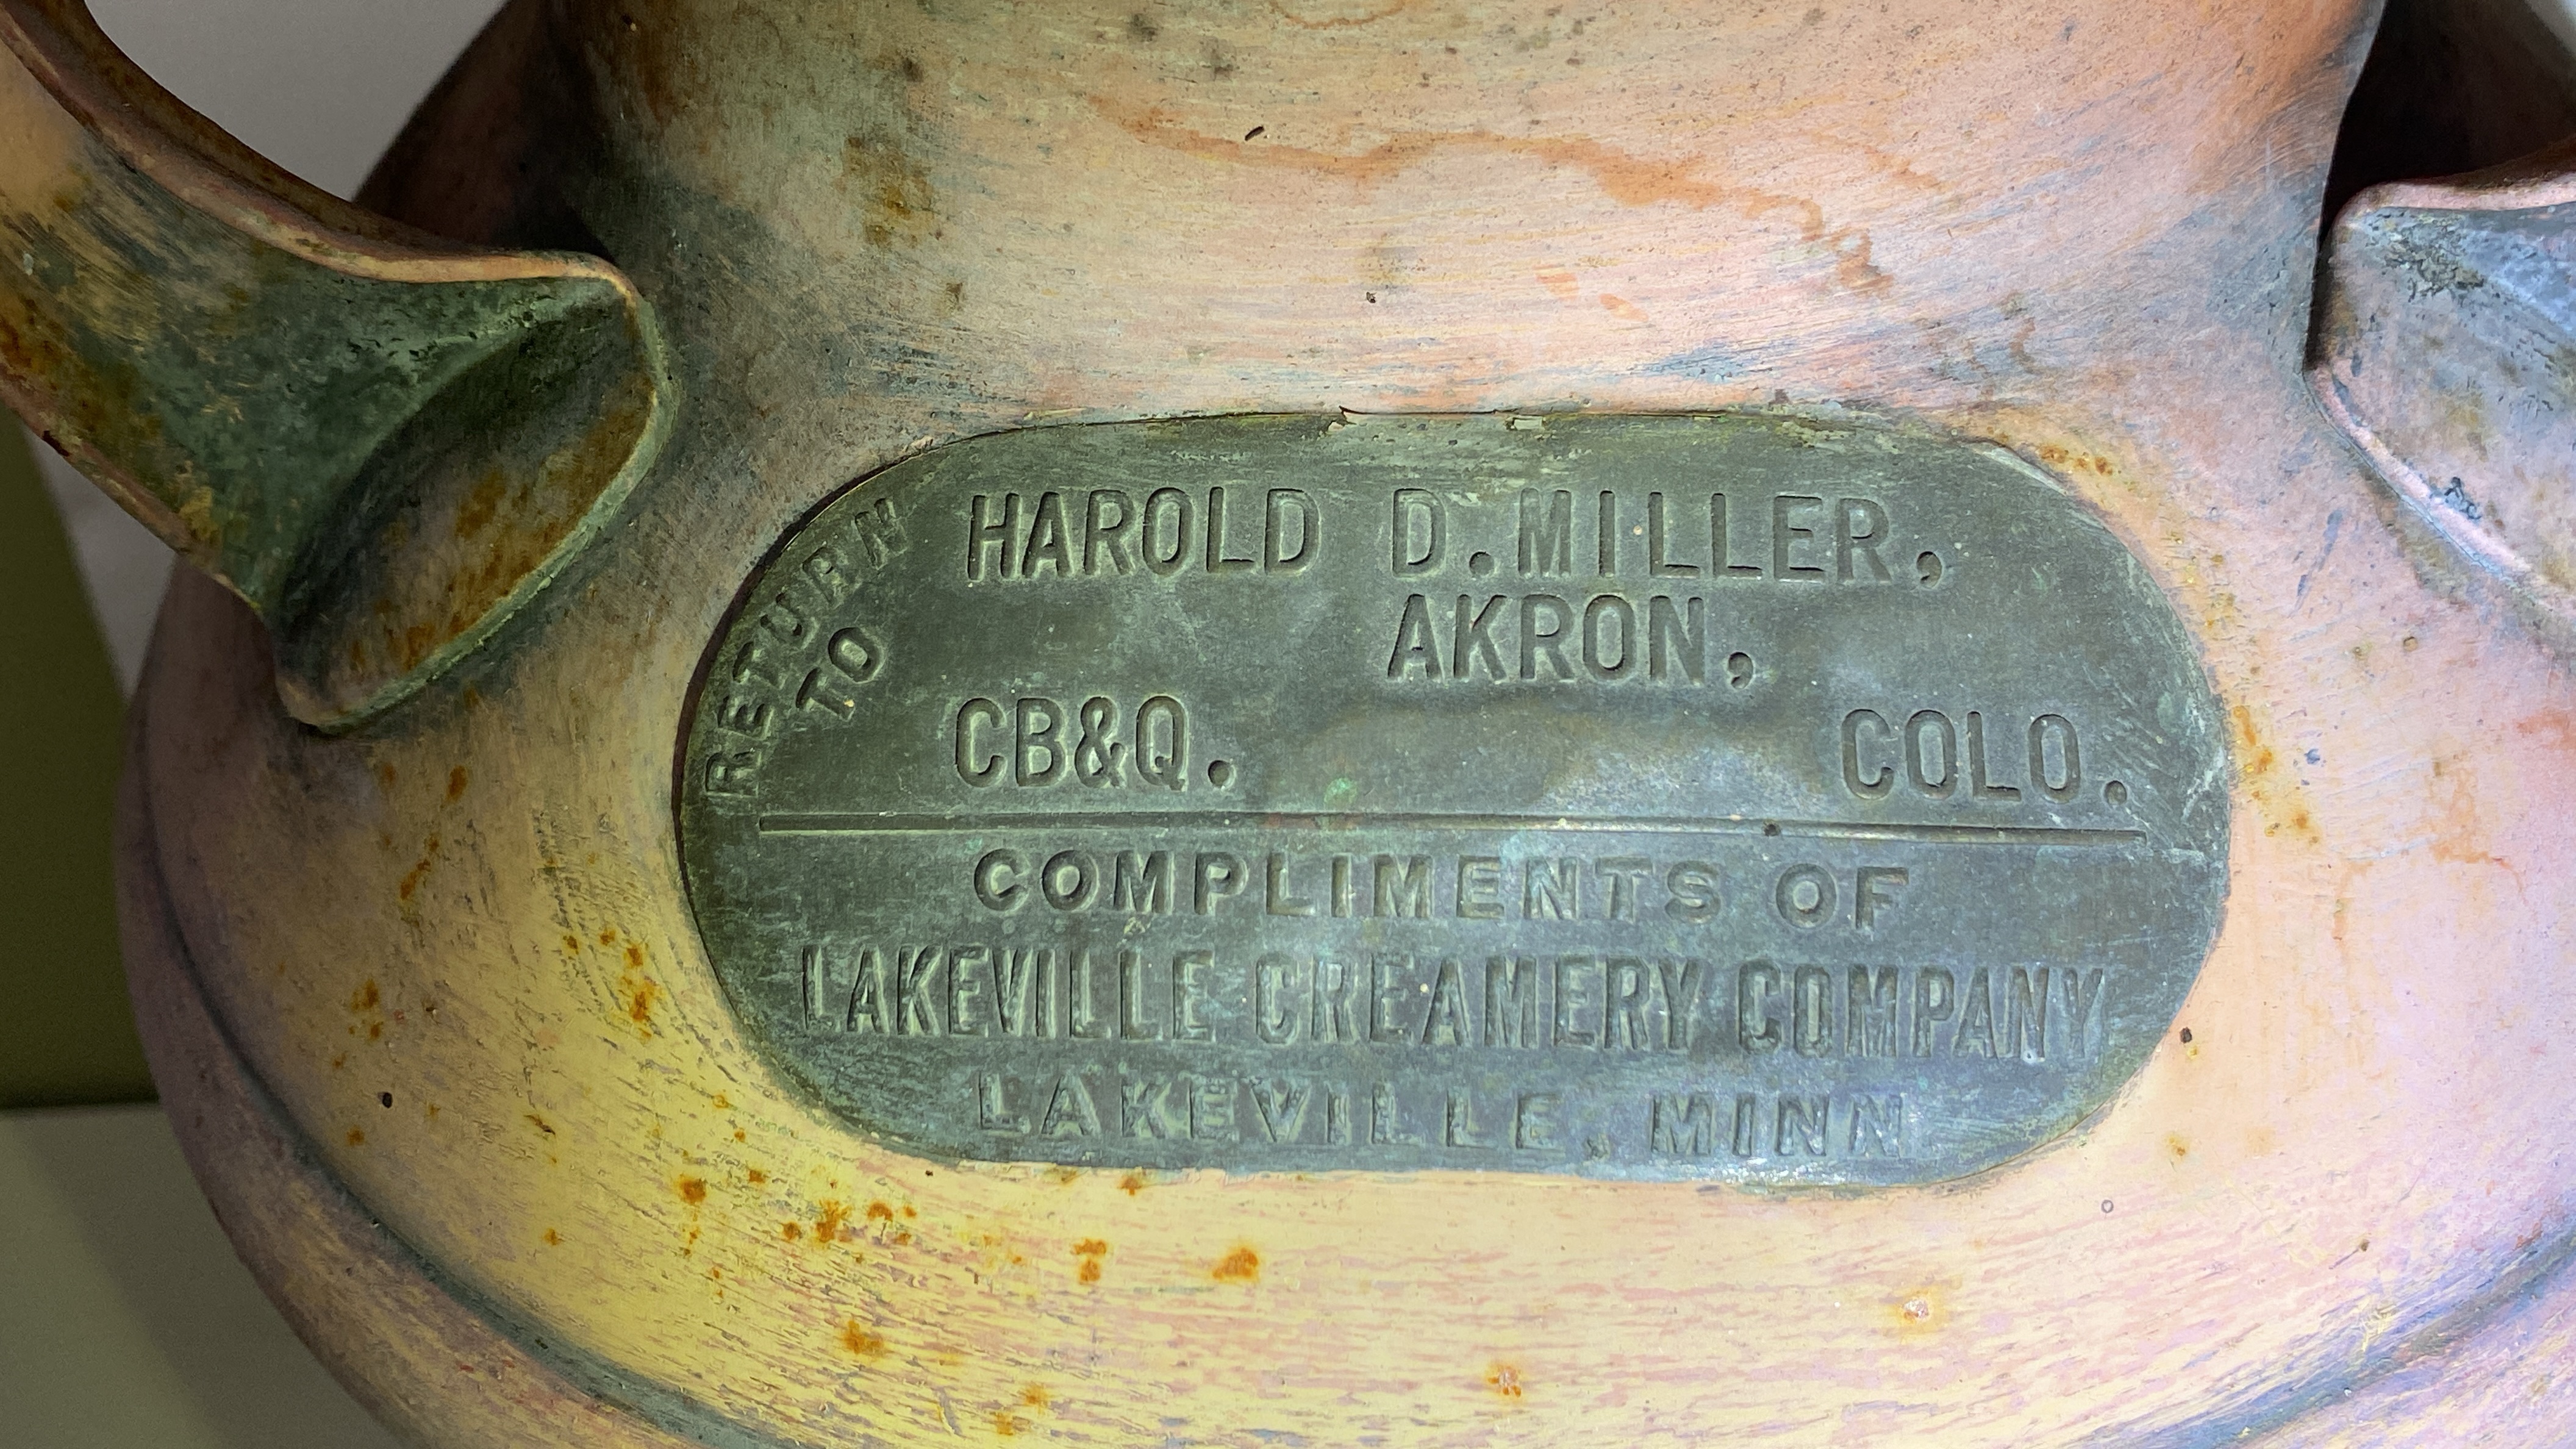 RETURN
TO
HAROLD D. MILLER,
AKRON,
CB&Q. COLO.
COMPLIMENTS OF
LAKEVILLE CREAMERY COMPANY
LAKEVILLE, MINN